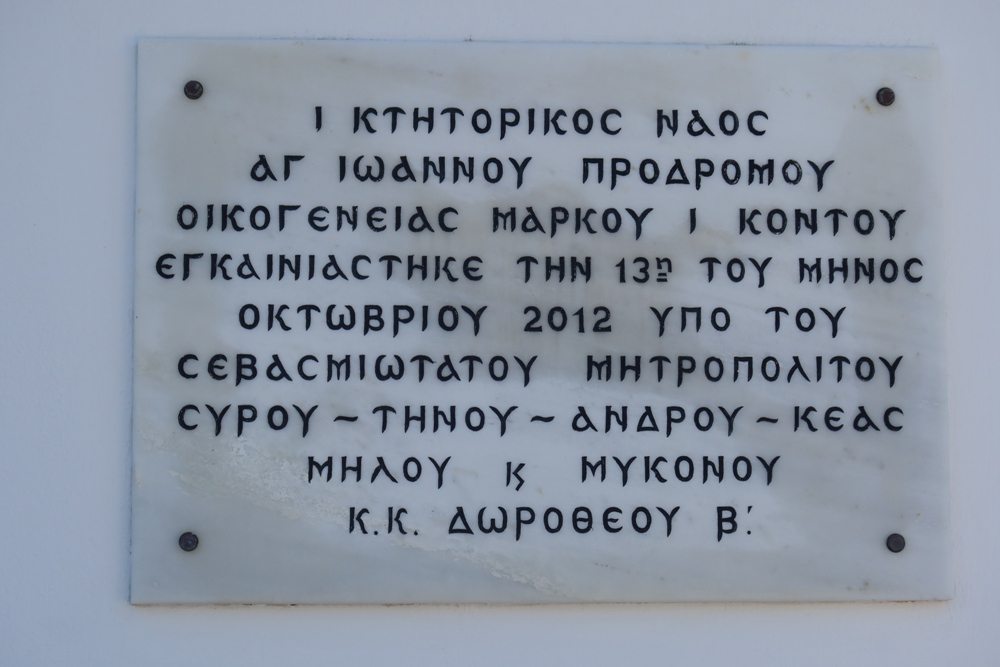 Ι ΚΤΗΤΟΡΙΚΟΣ ΝΑΟΣ
ΑΓ ΙΩΑΝΝΟΥ ΠΡΟΔΡΟΜΟΥ
ΟΙΚΟΓΕΝΕΙΑΣ ΜΑΡΚΟΥ Ι ΚΟΝΤΟΥ
ΕΓΚΑΙΝΙΑΣΤΗΚΕ ΤΗΝ 13η ΤΟΥ ΜΗΝΟΣ
ΟΚΤΩΒΡΙΟΥ 2012 ΥΠΟ ΤΟΥ
ΣΕΒΑΣΜΙΩΤΑΤΟΥ ΜΗΤΡΟΠΟΛΙΤΟΥ
ΣΥΡΟΥ ~ ΤΗΝΟΥ ~ ΑΝΔΡΟΥ ~ ΚΕΑΣ
ΜΗΛΟΥ ϗ ΜΥΚΟΝΟΥ
Κ.Κ. ΔΩΡΟΘΕΟΥ Β΄.